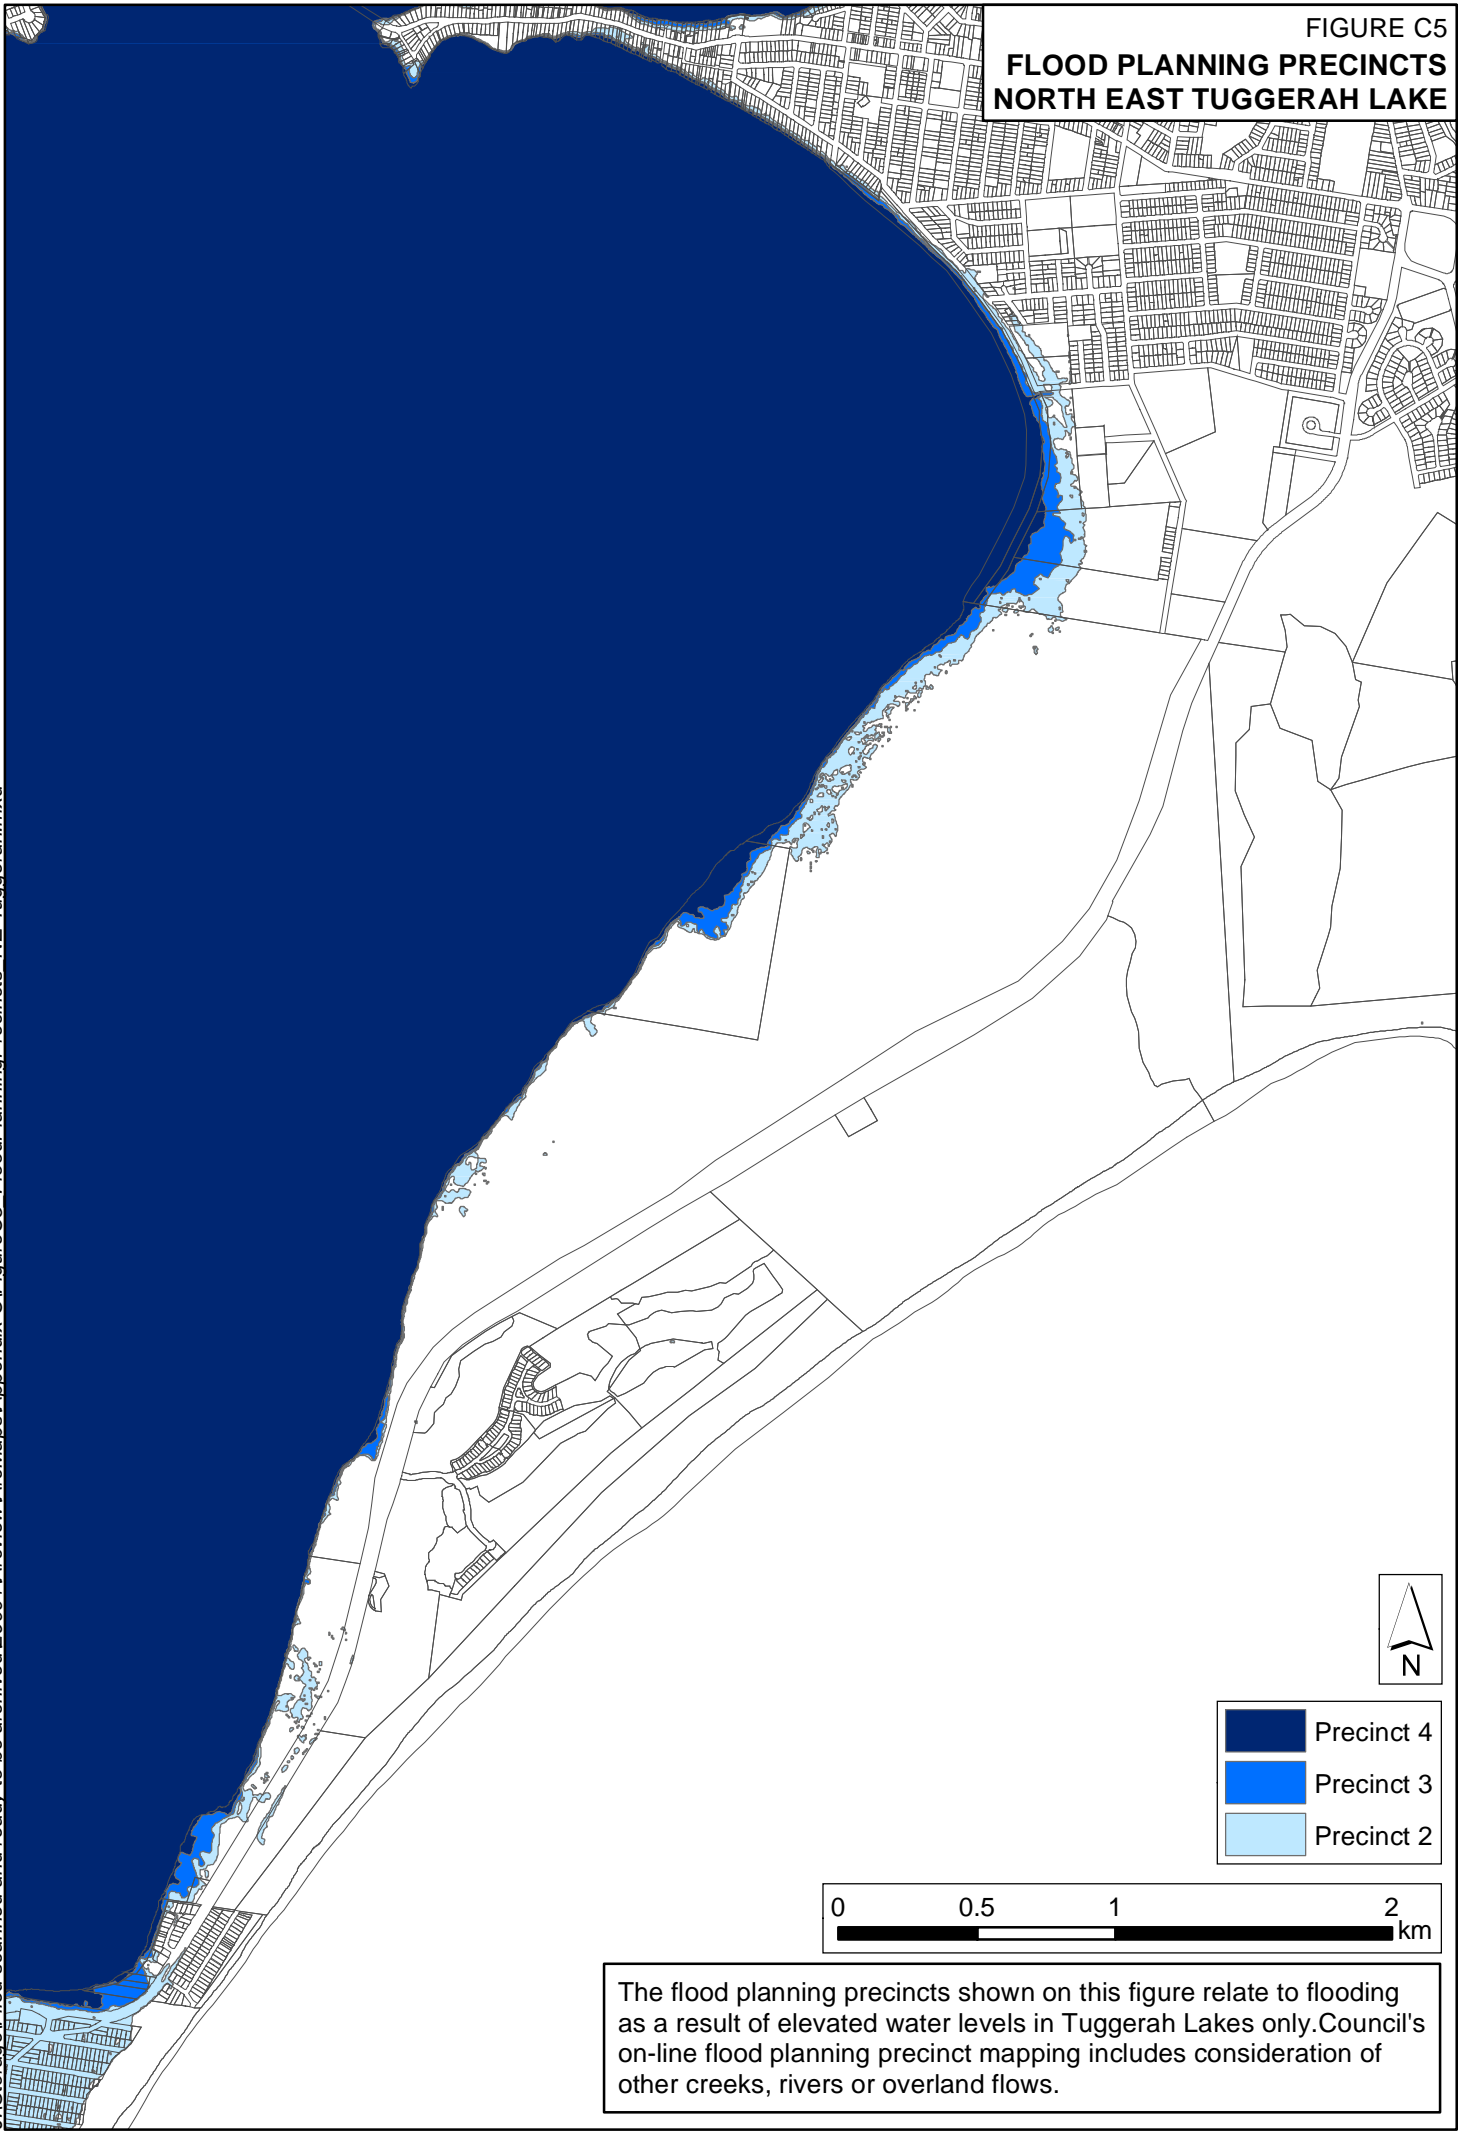 FIGURE C5
FLOOD PLANNING PRECINCTS
NORTH EAST TUGGERAH LAKE
N
Precinct 4
Precinct 3
Precinct 2
0 0.5 1 2
km
The flood planning precincts shown on this figure relate to flooding
as a result of elevated water levels in Tuggerah Lakes only.Council's
on-line flood planning precinct mapping includes consideration of
other creeks, rivers or overland flows.